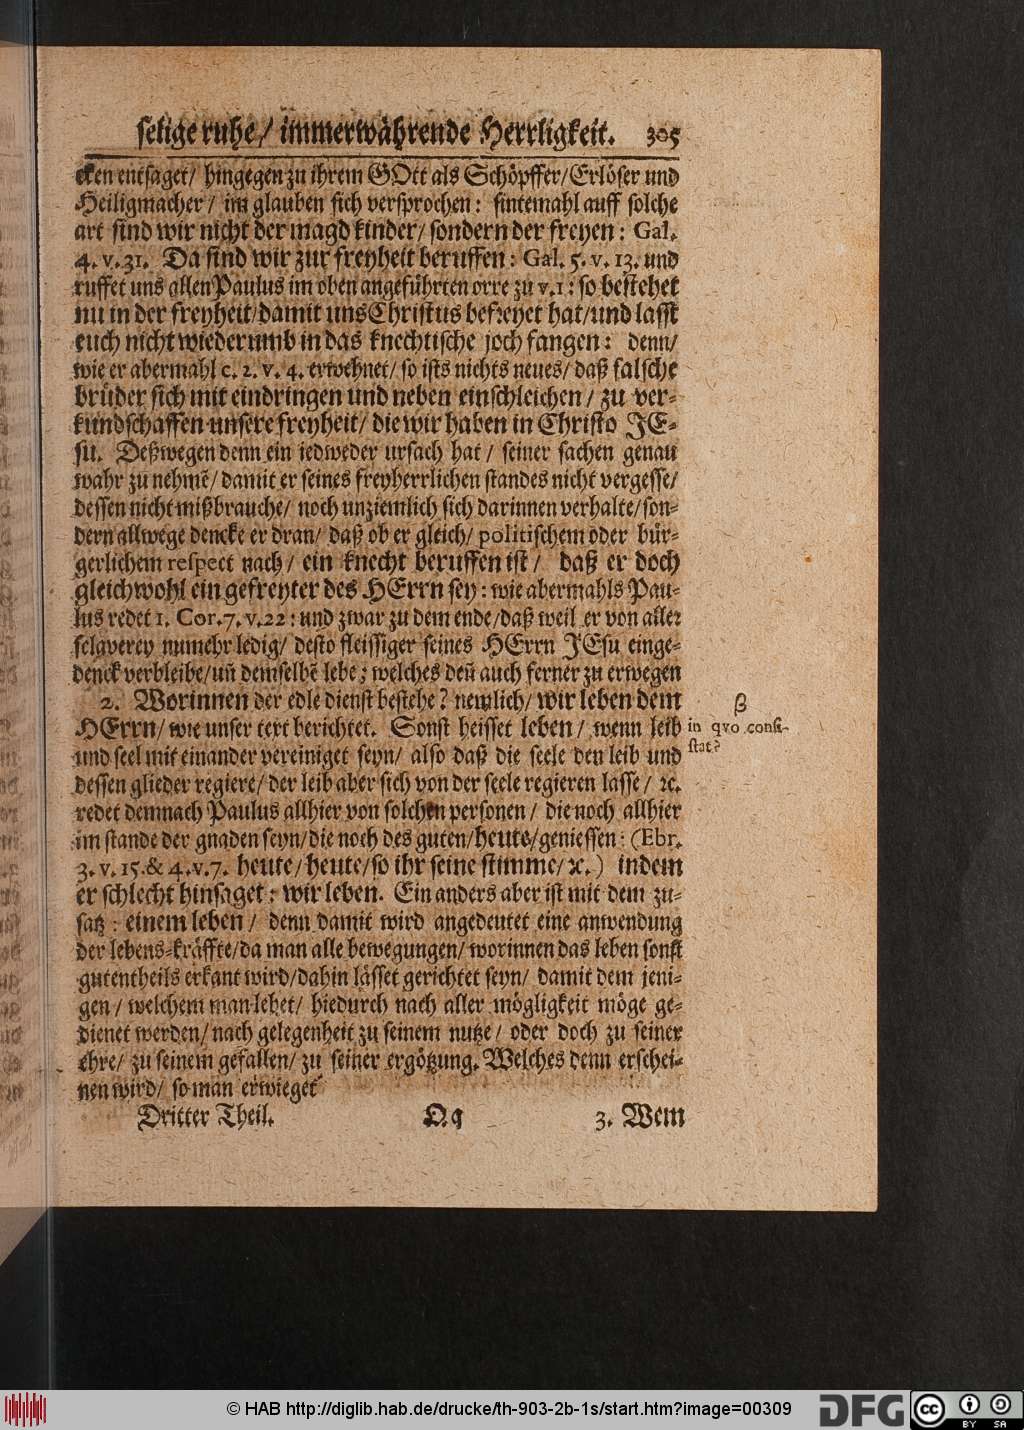 selige ruhe/ immerwährende Herrligkeit. 305
cken entsaget/ hingegen zu ihrem GOtt als Schöpffer/Erlöser und
Heiligmacher/ im glauben sich versprochen: sintemahl auff solche
art sind wir nicht der magd kinder/ sondern der freyen: Gal.
4. v. 31. Da sind wir zur freyheit beruffen: Gal. 5. v. 13. und
ruffet uns allen Paulus im oben angeführten orte zu v. 1: so bestehet
nu in der freyheit/damit uns Christus befreyet hat/und lasst
euch nicht wiederumb in das knechtische joch fangen: denn/
wie er abermahl c. 2. v. 4. erwehnet/ so ists nichts neues/ daß falsche
brüder sich mit eindringen und neben einschleichen/ zu ver-
kundschaffen unsere freyheit/ die wir haben in Christo JE-
su. Deßwegen denn ein iedweder ursach hat/ seiner sachen genau
wahr zu nehmē/ damit er seines freyherrlichen standes nicht vergesse/
dessen nicht mißbrauche/ noch unziemlich sich darinnen verhalte/son-
dern allwege dencke er dran/ daß ob er gleich/ politischem oder bür-
gerlichem respect nach/ ein knecht beruffen ist/ daß er doch
gleichwohl ein gefreyter des HErrn sey: wie abermahls Pau-
lus redet 1. Cor. 7. v. 22: und zwar zu dem ende/daß weil er von aller
sclaverey numehr ledig/ desto fleissiger seines HErrn JEsu einge-
denck verbleibe/uñ demselbē lebe; welches deñ auch ferner zu erwegen
2. Worinnen der edle dienst bestehe? nemlich/ wir leben dem
HErrn/ wie unser text berichtet. Sonst heisset leben/ wenn leib
und seel mit einander vereiniget seyn/ also daß die seele den leib und
dessen glieder regiere/ der leib aber sich von der seele regieren lasse/ ꝛc.
redet demnach Paulus allhier von solchen personen/ die noch allhier
im stande der gnaden seyn/die noch des guten/heute/geniessen: (Ebr.
3. v. 15. & 4. v. 7. heute/heute/so ihr seine stimme/ ꝛc.) indem
er schlecht hinsaget: wir leben. Ein anders aber ist mit dem zu-
satz: einem leben/ denn damit wird angedeutet eine anwendung
der lebens-kräffte/da man alle bewegungen/ worinnen das leben sonst
gutentheils erkant wird/dahin lässet gerichtet seyn/ damit dem jeni-
gen/ welchem man lebet/ hiedurch nach aller mögligkeit möge ge-
dienet werden/ nach gelegenheit zu seinem nutze/ oder doch zu seiner
ehre/ zu seinem gefallen/ zu seiner ergötzung. Welches denn erschei-
nen wird/ so man erwieget
Dritter Theil. Qq 3. Wem
β
in qvo consi-
stat?
© HAB http://diglib.hab.de/drucke/th-903-2b-1s/start.htm?image=00309
DFG
cc
BY SA